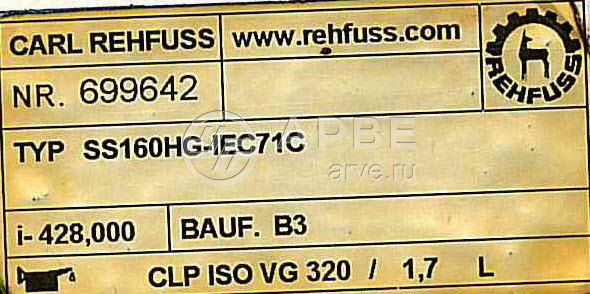 CARL REHFUSS www.rehfuss.com
REHFUSS
NR. 699642
АРВЕ
TYP SS160HG-IEC71C
arve.ru
i- 428,000 BAUF. B3
CLP ISO VG 320 / 1,7 L